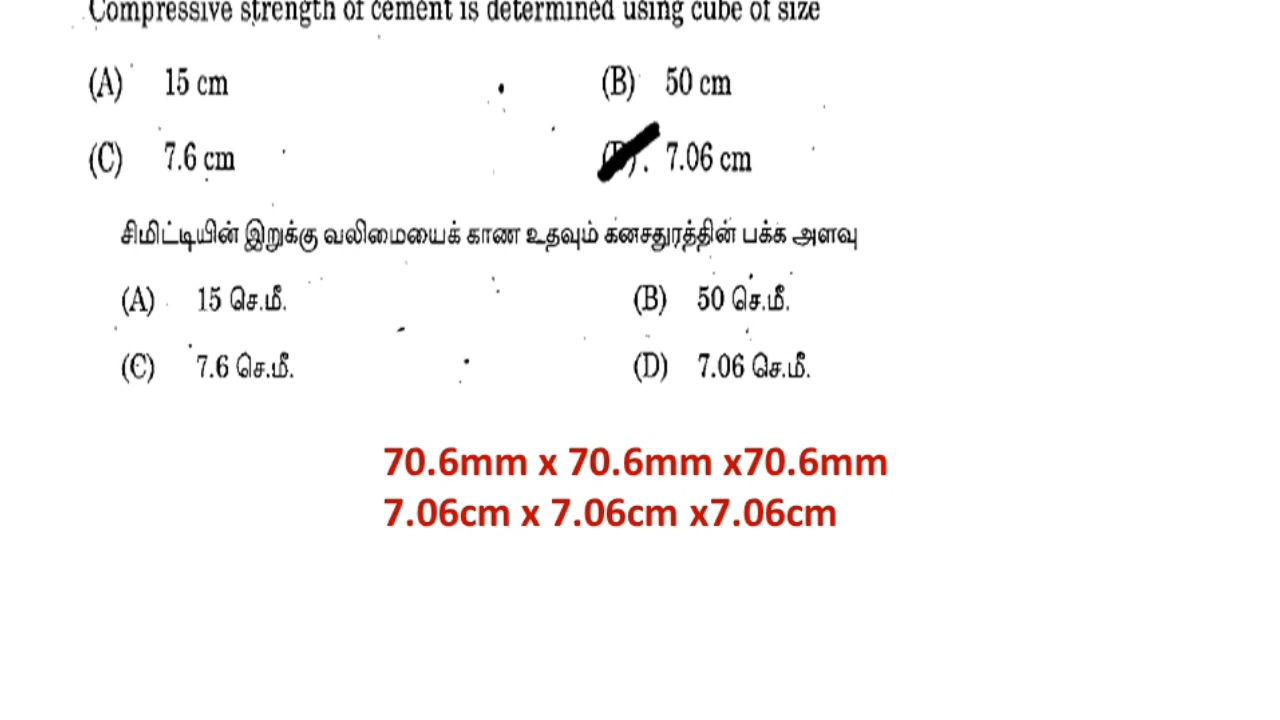 Compressive strength of cement is determined using cube of size
(A) 15 cm (B) 50 cm
(C) 7.6 cm (D). 7.06 cm
சிமிட்டியின் இறுக்கு வலிமையைக் காண உதவும் கனசதுரத்தின் பக்க அளவு
(A) 15 செ.மீ. (B) 50 செ.மீ.
(C) 7.6 செ.மீ. (D) 7.06 செ.மீ.
70.6mm x 70.6mm x70.6mm
7.06cm x 7.06cm x7.06cm